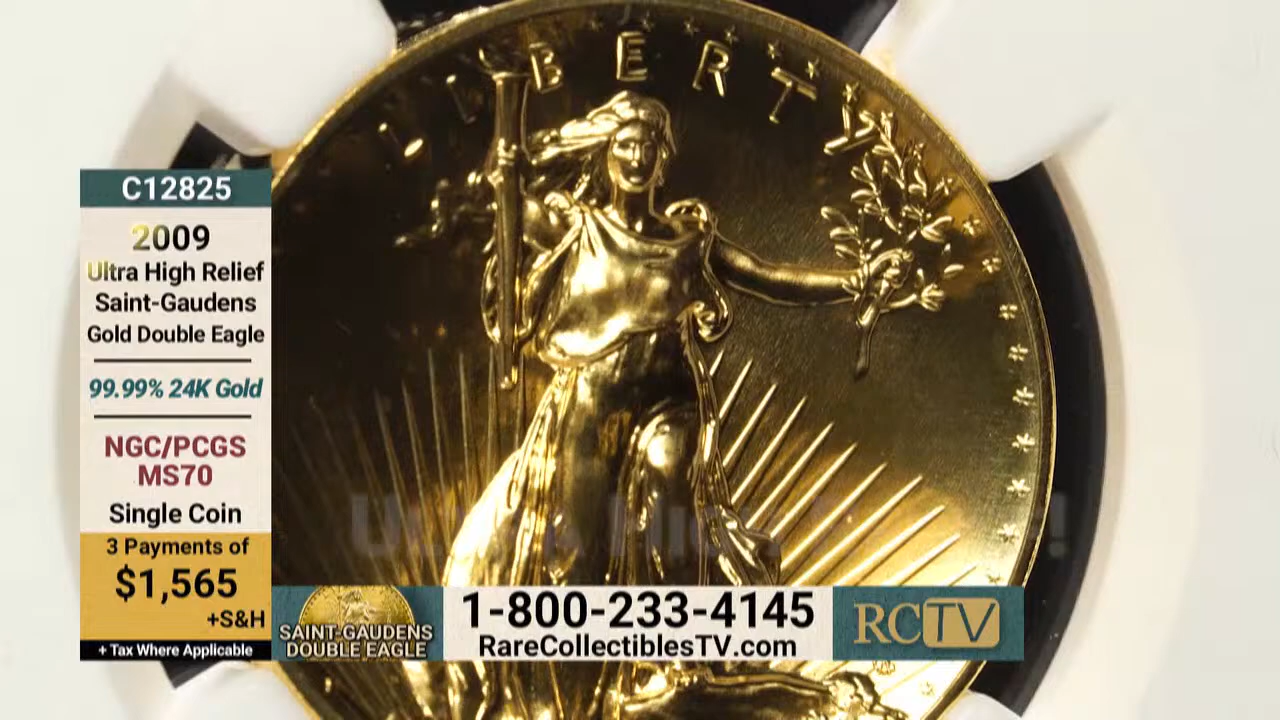 LIBERTY
C12825
2009
Ultra High Relief
Saint-Gaudens
Gold Double Eagle
99.99% 24K Gold
NGC/PCGS
MS70
Single Coin
3 Payments of
$1,565
+S&H
+ Tax Where Applicable
SAINT-GAUDENS
DOUBLE EAGLE
1-800-233-4145
RareCollectiblesTV.com
RCTV